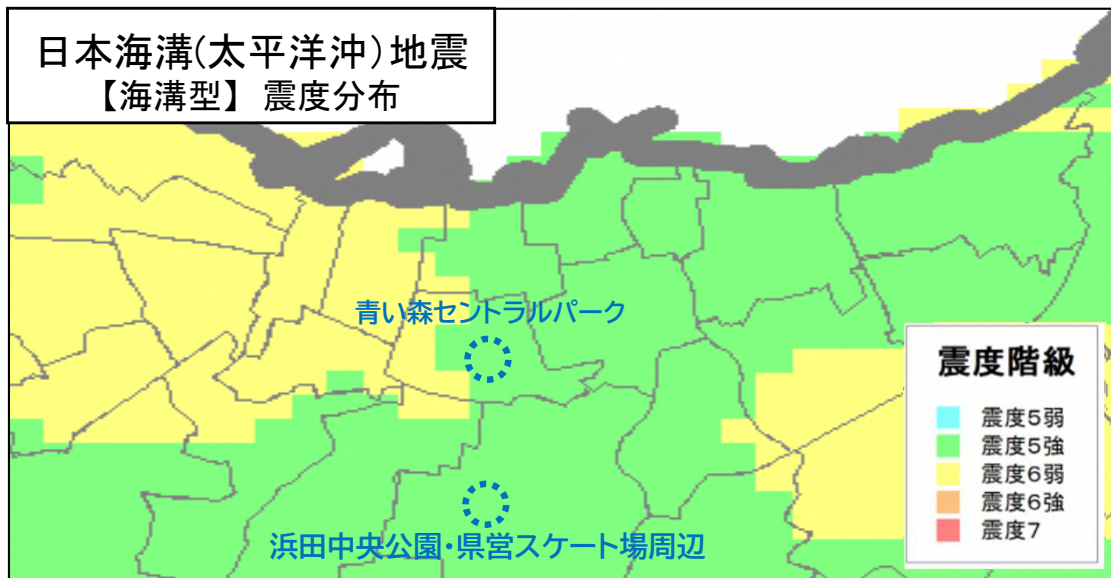 日本海溝(太平洋沖)地震
【海溝型】 震度分布
青い森セントラルパーク
浜田中央公園・県営スケート場周辺
震度階級
震度5弱
震度5強
震度6弱
震度6強
震度7